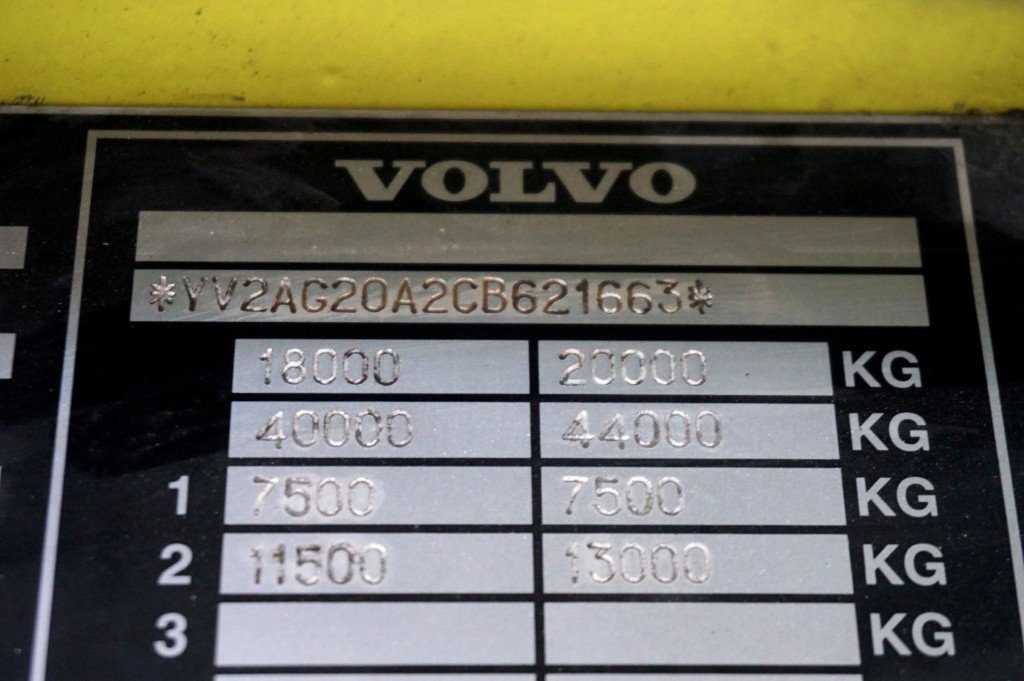 VOLVO
*YV2AG20A2CB621663*
18000 20000 KG
40000 44000 KG
1 7500 7500 KG
2 11500 13000 KG
3 KG